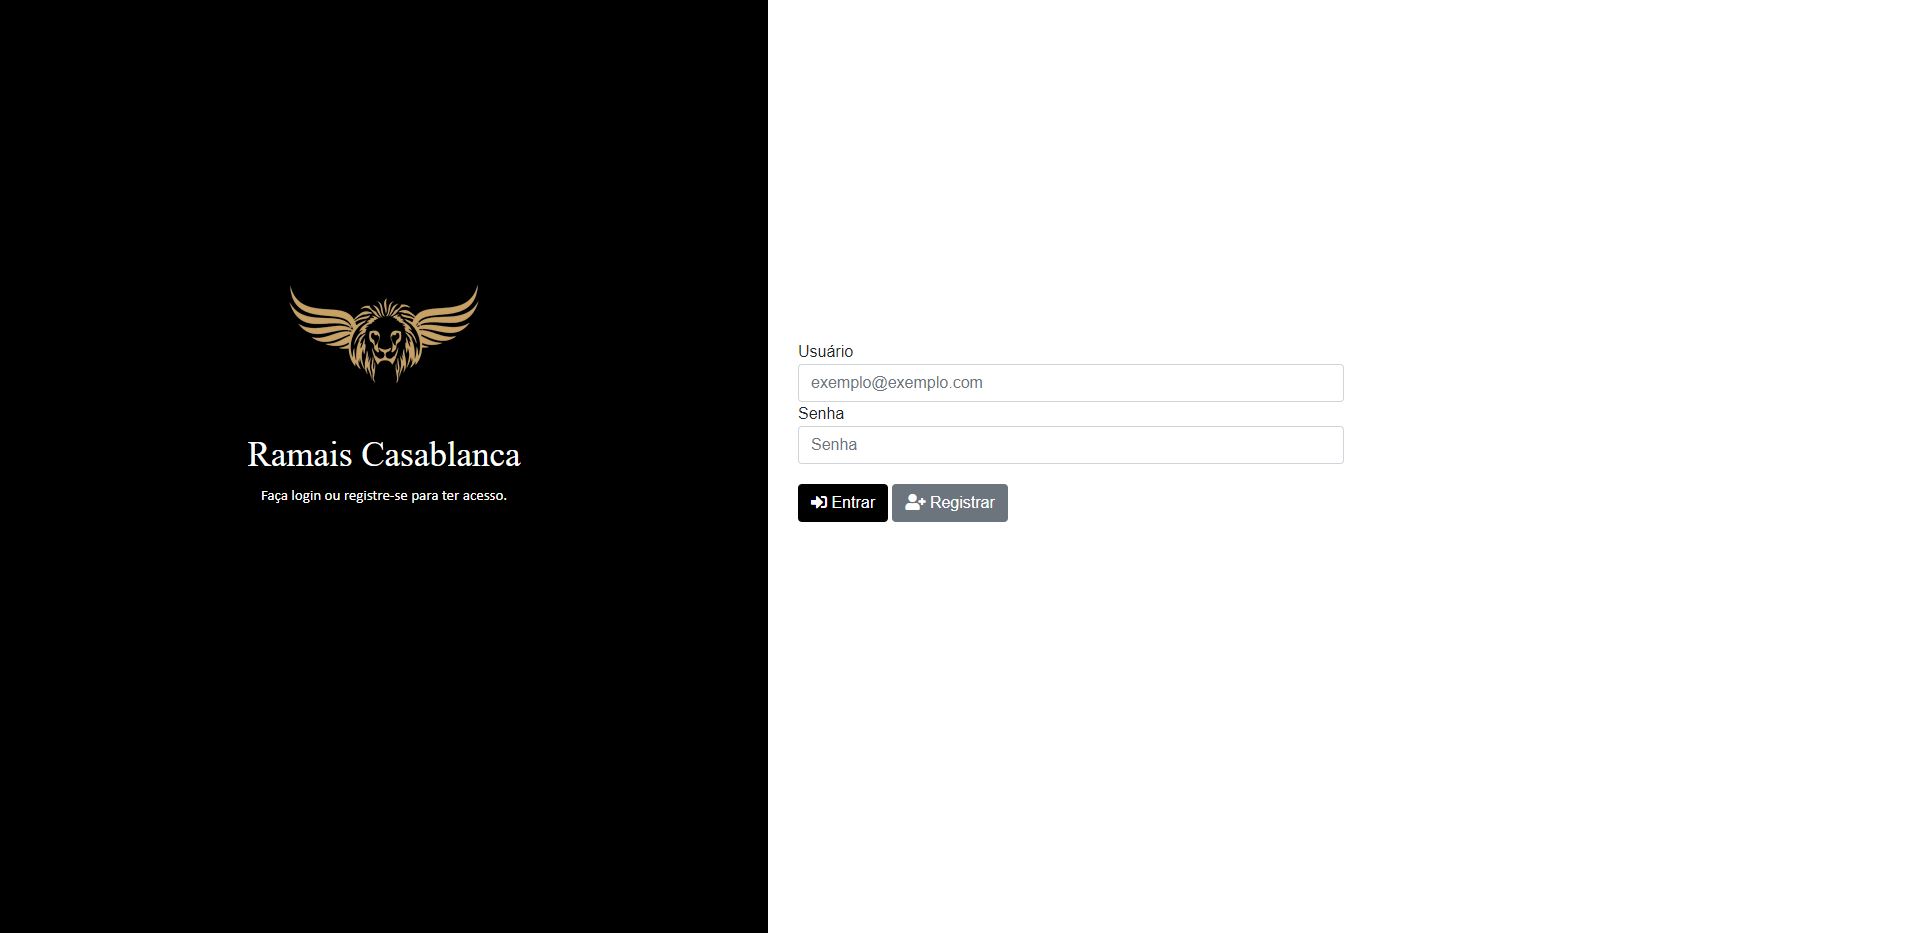 Ramais Casablanca
Faça login ou registre-se para ter acesso.
Usuário
exemplo@exemplo.com
Senha
Senha
Entrar Registrar